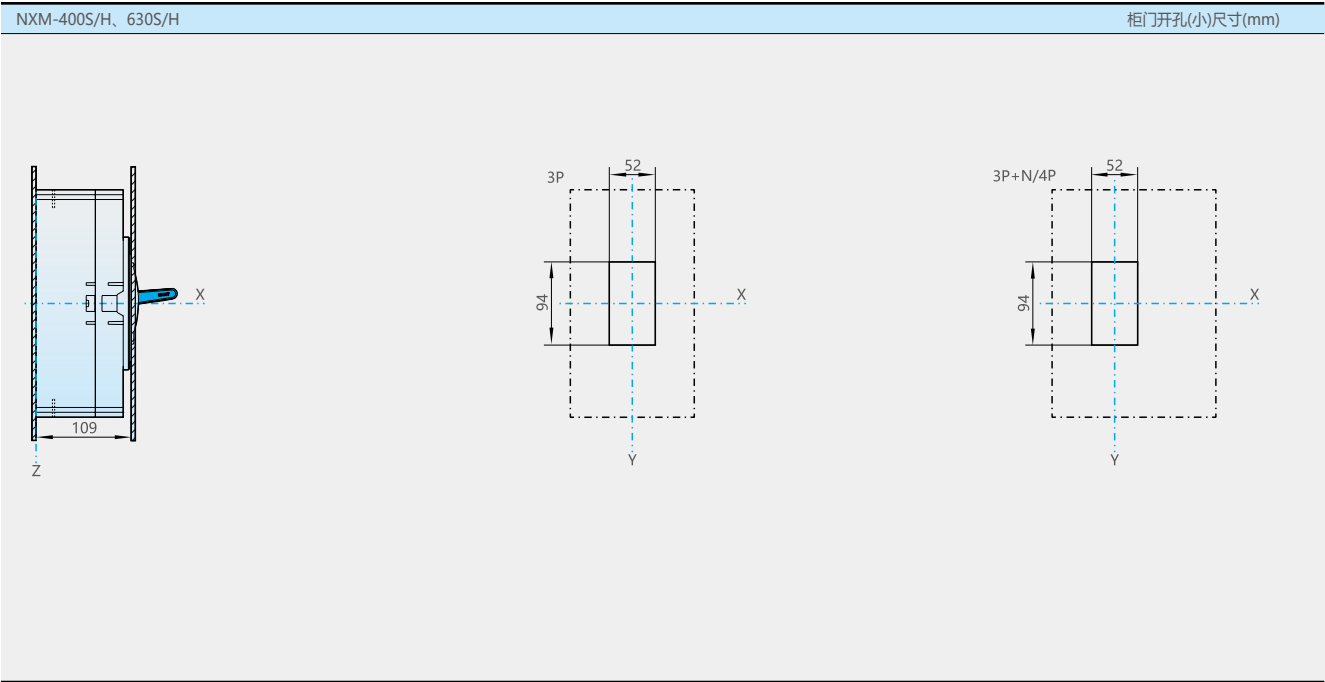 NXM-400S/H、630S/H
柜门开孔(小)尺寸(mm)
52
3P
94
X
Y
52
3P+N/4P
94
X
Y
X
109
Z